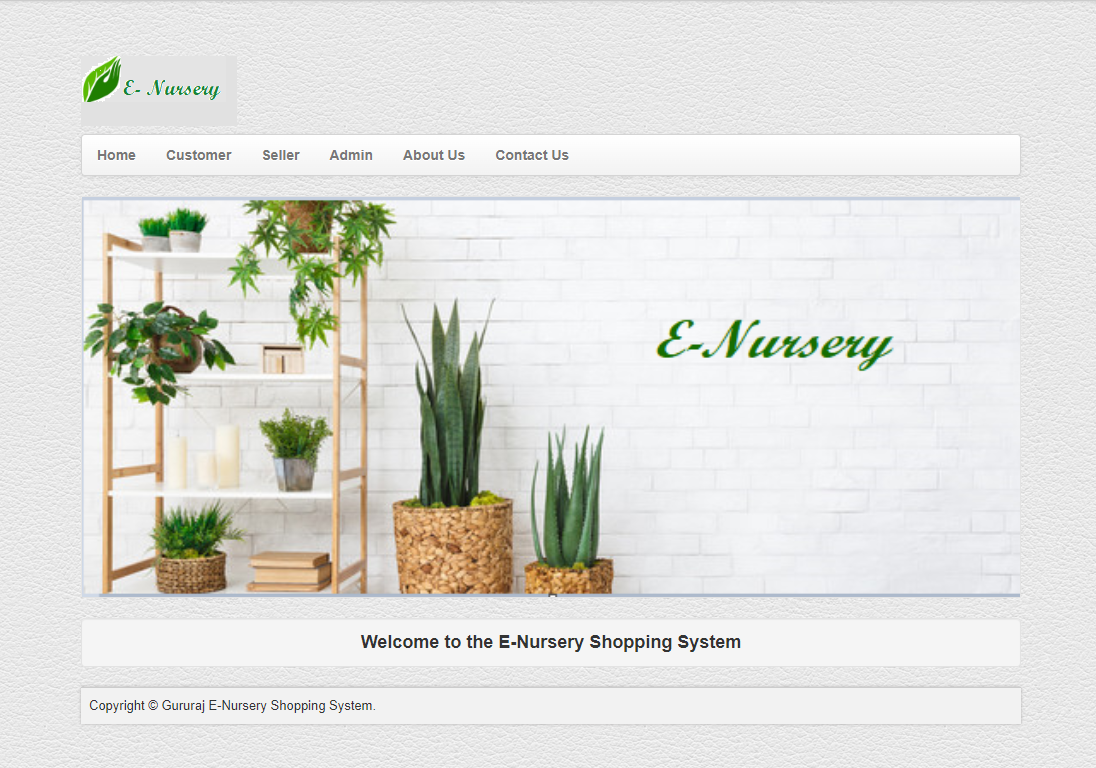 E- Nursery
Home Customer Seller Admin About Us Contact Us
E-Nursery
Welcome to the E-Nursery Shopping System
Copyright © Gururaj E-Nursery Shopping System.